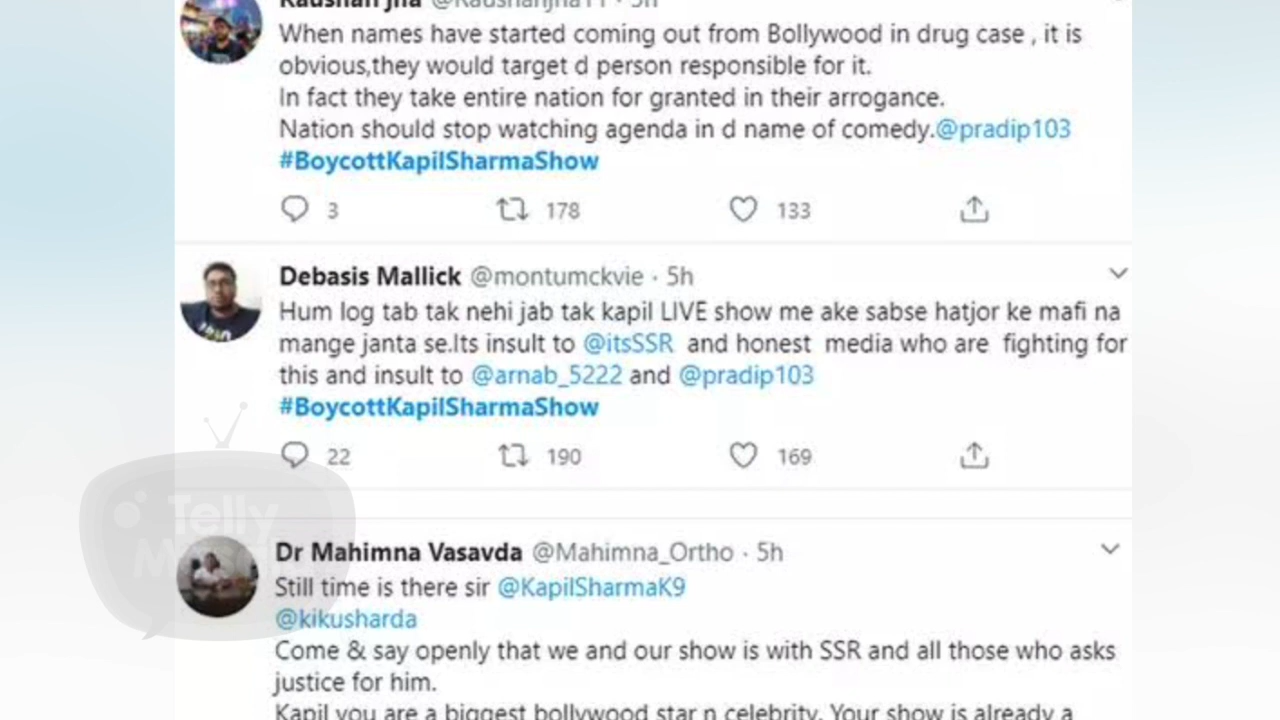 Kaushan Jha @KaushanJha11 · 5h
When names have started coming out from Bollywood in drug case , it is
obvious,they would target d person responsible for it.
In fact they take entire nation for granted in their arrogance.
Nation should stop watching agenda in d name of comedy.@pradip103
#BoycottKapilSharmaShow
3 178 133
Debasis Mallick @montumckvie · 5h
Hum log tab tak nehi jab tak kapil LIVE show me ake sabse hatjor ke mafi na
mange janta se.Its insult to @itsSSR and honest media who are fighting for
this and insult to @arnab_5222 and @pradip103
#BoycottKapilSharmaShow
22 190 169
Telly
Dr Mahimna Vasavda @Mahimna_Ortho · 5h
Still time is there sir @KapilSharmaK9
@kikusharda
Come & say openly that we and our show is with SSR and all those who asks
justice for him.
Kapil you are a biggest bollywood star n celebrity. Your show is already a